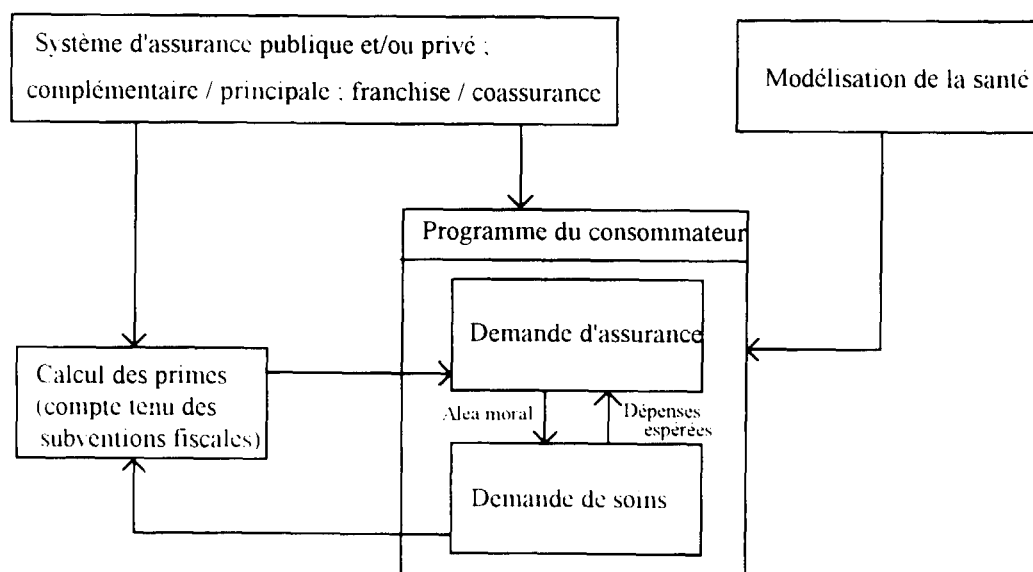 Système d'assurance publique et/ou privé ;
complémentaire / principale ; franchise / coassurance
Modélisation de la santé
Programme du consommateur
Demande d'assurance
Calcul des primes
(compte tenu des
subventions fiscales)
Alea moral
Dépenses
espérées
Demande de soins